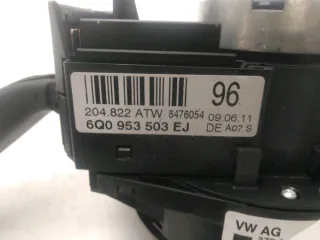 96
204.822 ATW 8476054 09.06.11
6Q0 953 503 EJ DE A07 S
VW AG